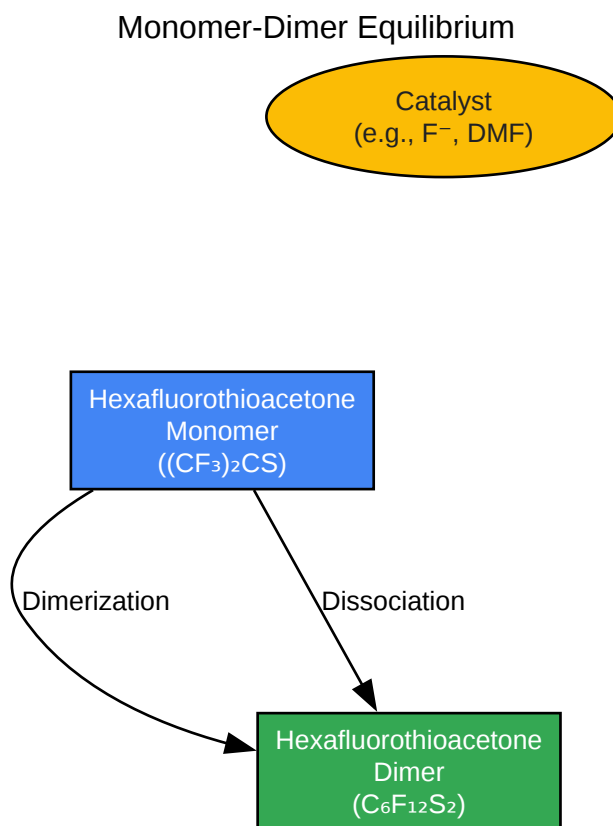 Monomer-Dimer Equilibrium
Catalyst
(e.g., F⁻, DMF)
Hexafluorothioacetone
Monomer
((CF₃)₂CS)
Dimerization
Dissociation
Hexafluorothioacetone
Dimer
(C₆F₁₂S₂)